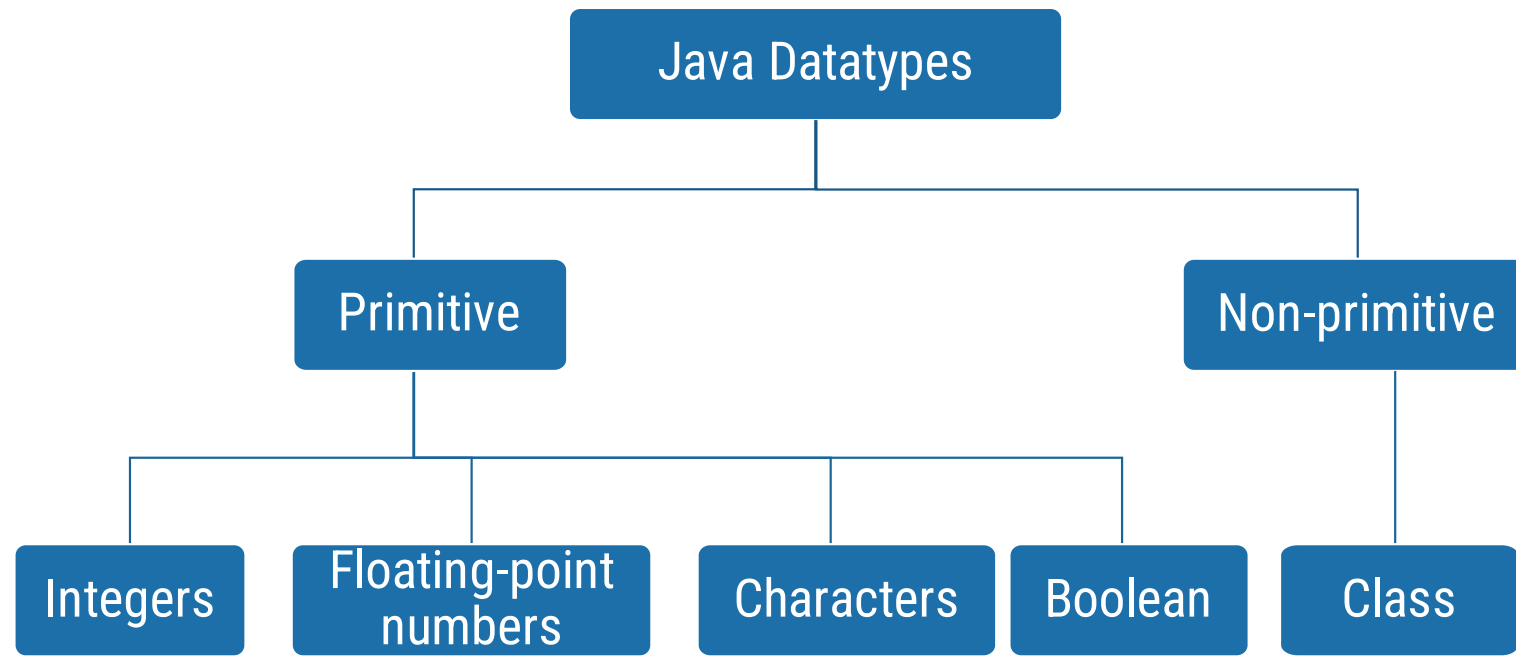 Java Datatypes
Primitive
Non-primitive
Integers
Floating-point
numbers
Characters
Boolean
Class